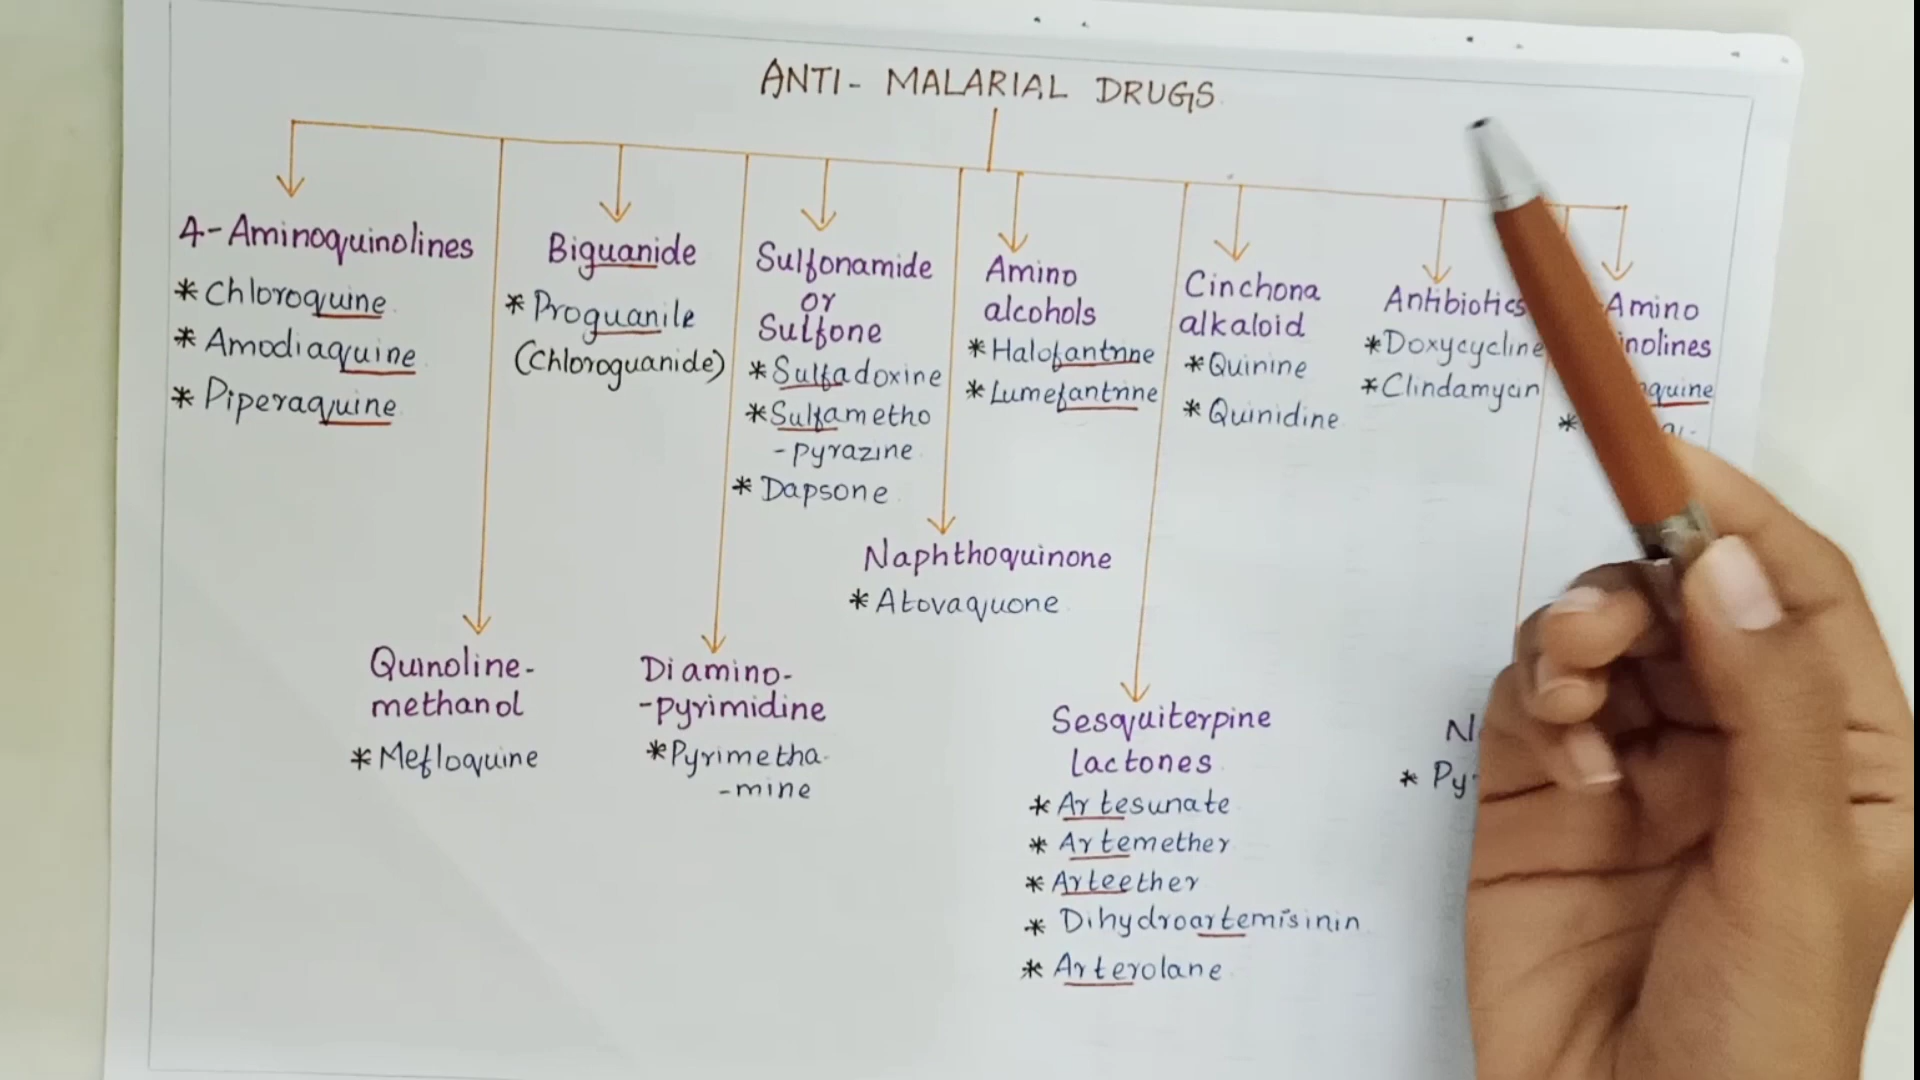 ANTI- MALARIAL DRUGS
4-Aminoquinolines
* Chloroquine
* Amodiaquine
* Piperaquine
Biguanide
* Proguanile
(Chloroguanide)
Sulfonamide
or
Sulfone
* Sulfadoxine
* Sulfametho
-pyrazine
* Dapsone
Amino
alcohols
* Halofantrine
* Lumefantrine
Cinchona
alkaloid
* Quinine
* Quinidine
Antibiotics
* Doxycycline
* Clindamycin
Amino
Naphthoquinone
* Atovaquone
Quinoline-
methanol
* Mefloquine
Diamino-
-pyrimidine
* Pyrimetha-
-mine
Sesquiterpine
lactones
* Artesunate
* Artemether
* Arteether
* Dihydroartemisinin
* Arterolane